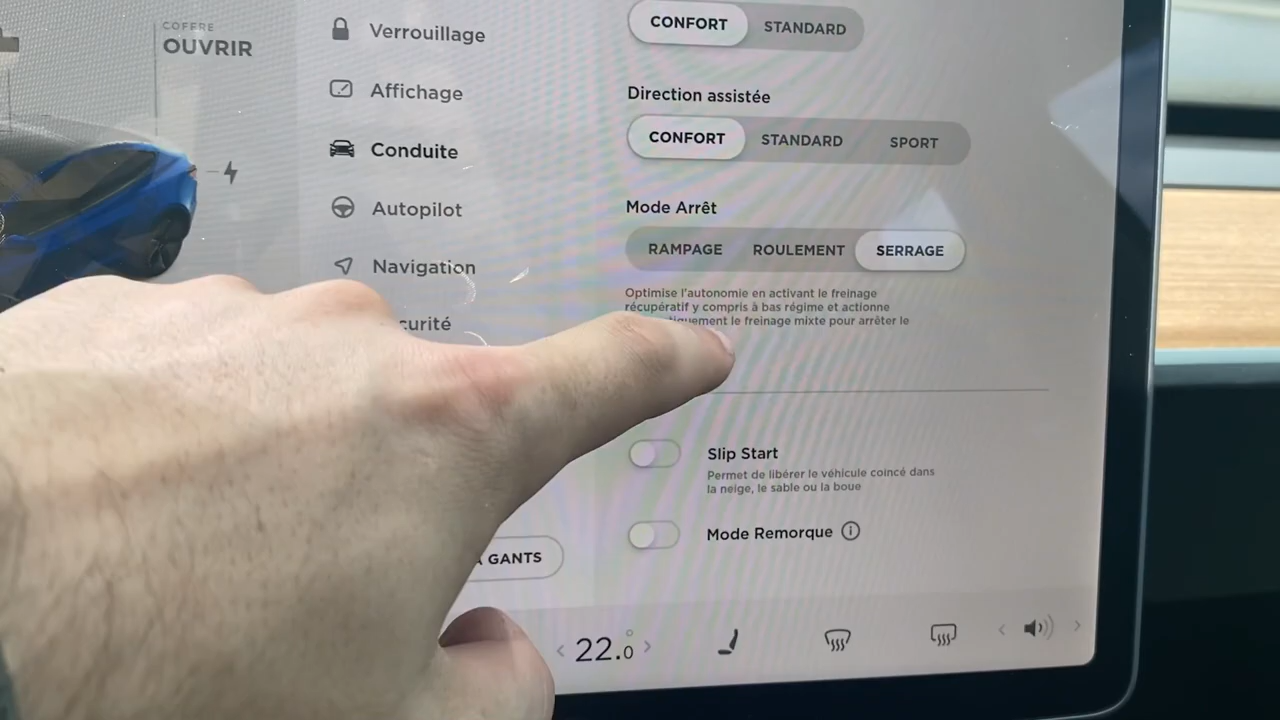 COFFRE
OUVRIR
Verrouillage
Affichage
Conduite
Autopilot
Navigation
curité
GANTS
CONFORT STANDARD
Direction assistée
CONFORT STANDARD SPORT
Mode Arrêt
RAMPAGE ROULEMENT SERRAGE
Optimise l'autonomie en activant le freinage
récupératif y compris à bas régime et actionne
le freinage mixte pour arrêter le
Slip Start
Permet de libérer le véhicule coincé dans
la neige, le sable ou la boue
Mode Remorque
22.0°